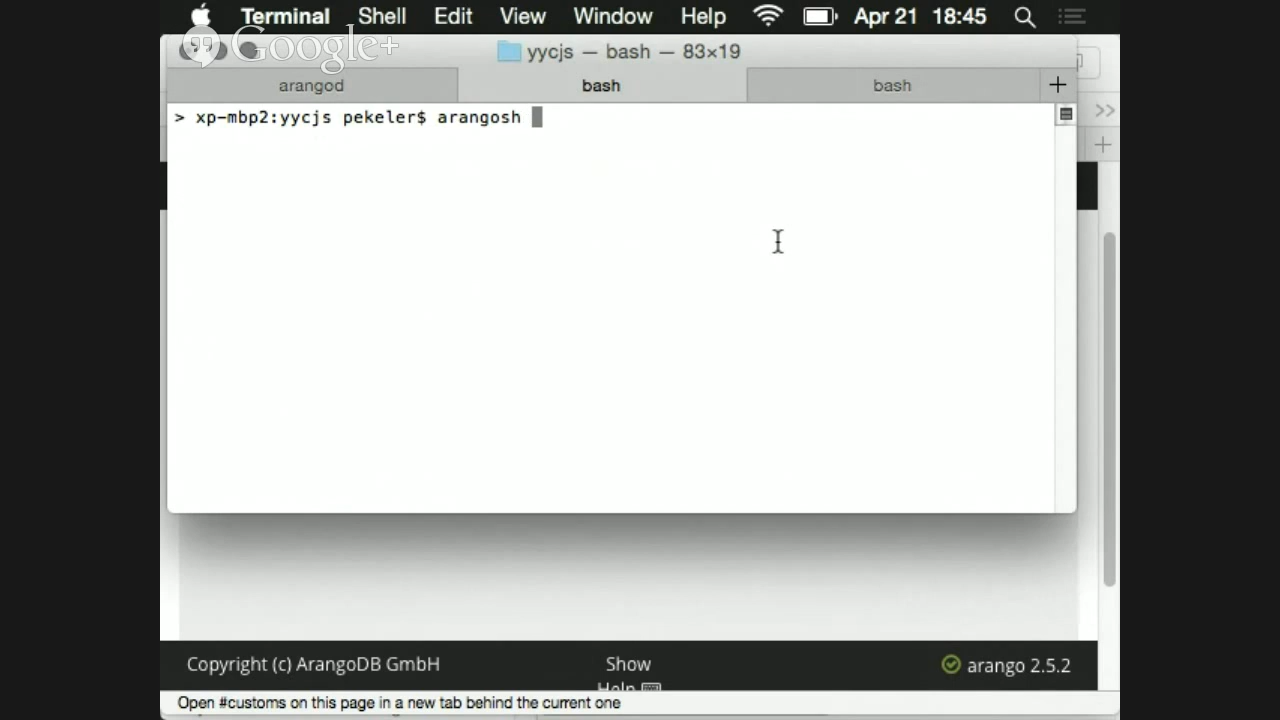 Terminal Shell Edit View Window Help Apr 21 18:45
Google+
yycjs — bash — 83×19
arangod bash bash +
> xp-mbp2:yycjs pekeler$ arangosh
>>
+
Copyright (c) ArangoDB GmbH Show arango 2.5.2
Help
Open #customs on this page in a new tab behind the current one